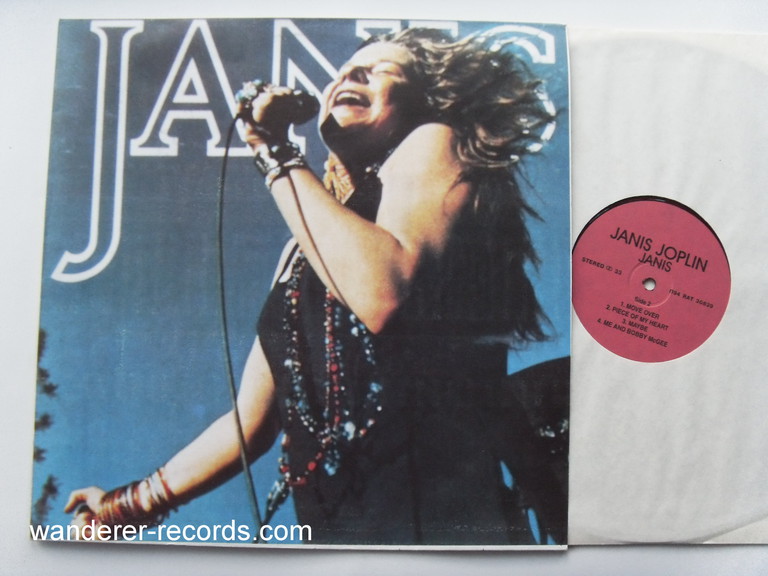 JANIS
JANIS JOPLIN
JANIS
STEREO
Side 2
1. MOVE OVER
2. PIECE OF MY HEART
3. MAYBE
4. ME AND BOBBY McGEE
wanderer-records.com